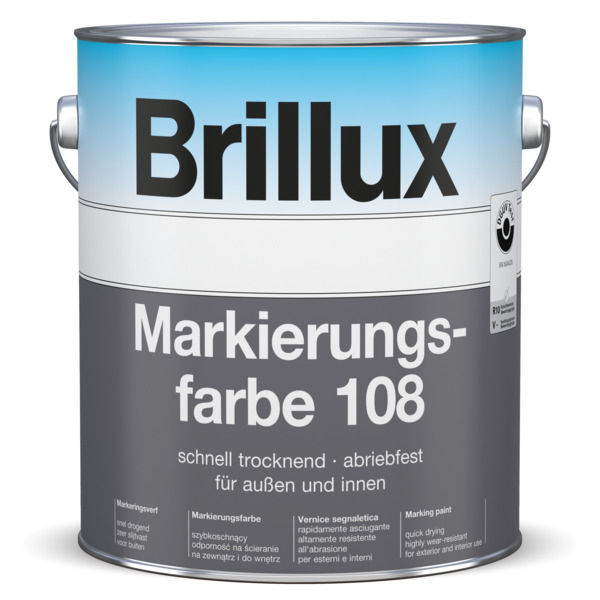 Brillux
Markierungs-
farbe 108
schnell trocknend · abriebfest
für außen und innen
Markeringsverf
snel drogend
zeer slijtvast
voor buiten
Markierungsfarbe
szybkoschnący
odporność na ścieranie
na zewnątrz i do wnętrz
Vernice segnaletica
rapidamente asciugante
altamente resistente
all'abrasione
per esterni e interni
Marking paint
quick drying
highly wear-resistant
for exterior and interior use
R10
V -